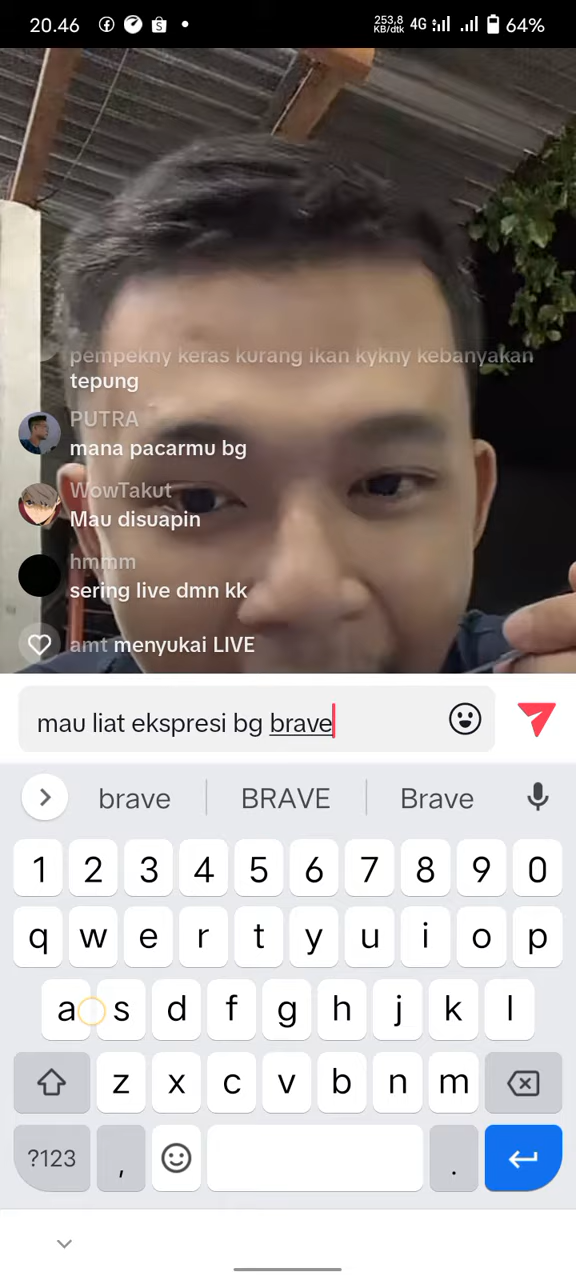 20.46
253,8 KB/dtk 4G 64%
pempekny keras kurang ikan kykny kebanyakan
tepung
PUTRA
mana pacarmu bg
WowTakut
Mau disuapin
hmmm
sering live dmn kk
amt menyukai LIVE
mau liat ekspresi bg brave
brave BRAVE Brave
1 2 3 4 5 6 7 8 9 0
q w e r t y u i o p
a s d f g h j k l
z x c v b n m
?123 , .